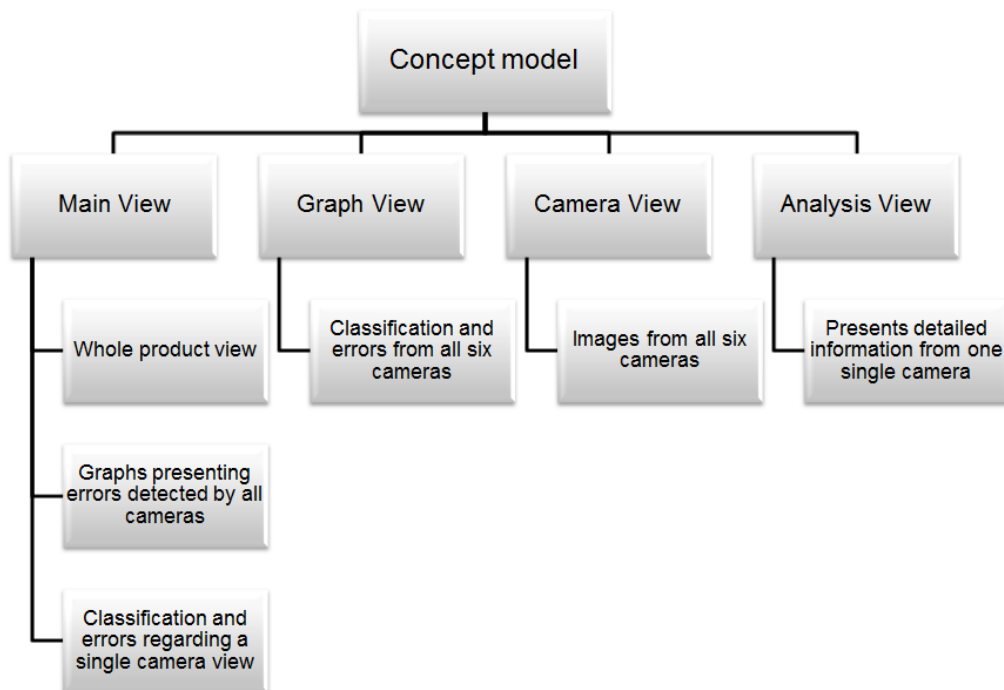 Concept model
Main View
Graph View
Camera View
Analysis View
Whole product view
Classification and
errors from all six
cameras
Images from all six
cameras
Presents detailed
information from one
single camera
Graphs presenting
errors detected by all
cameras
Classification and
errors regarding a
single camera view